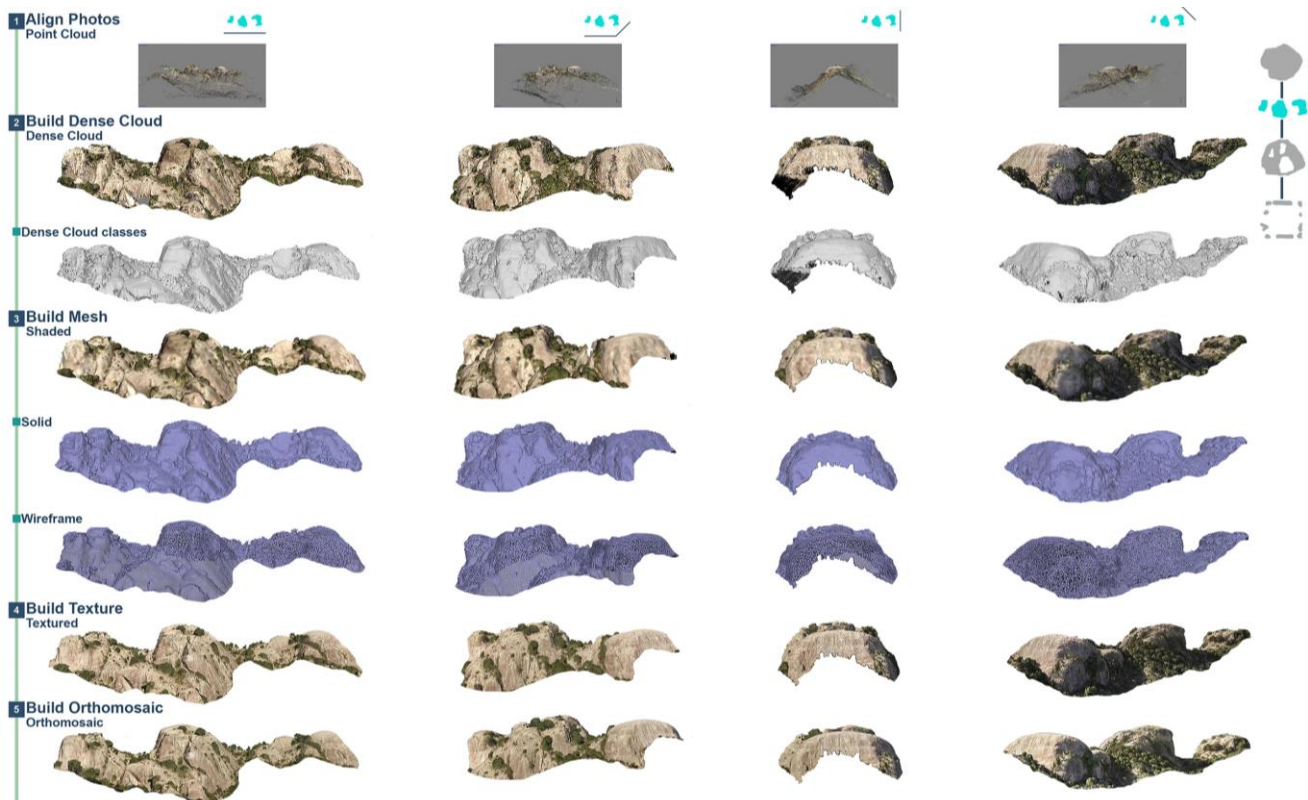 1 Align Photos
Point Cloud
2 Build Dense Cloud
Dense Cloud
Dense Cloud classes
3 Build Mesh
Shaded
Solid
Wireframe
4 Build Texture
Textured
5 Build Orthomosaic
Orthomosaic